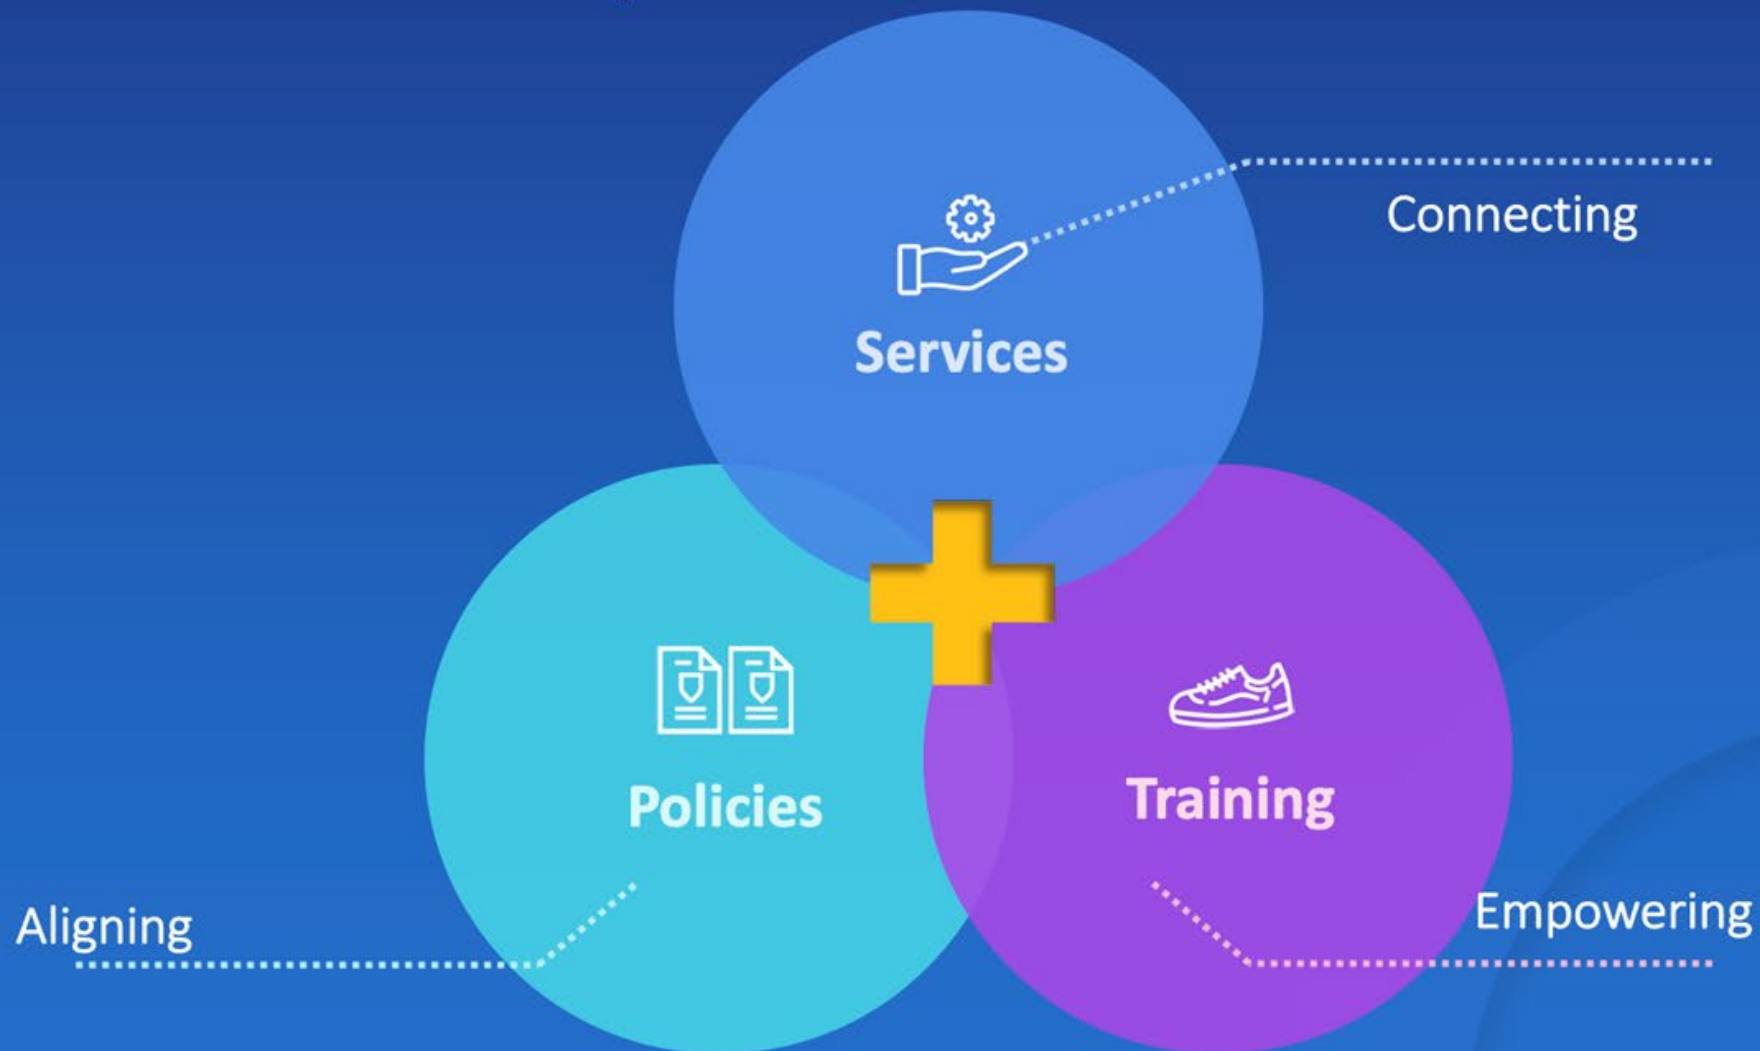 Connecting
Services
Policies
Training
Aligning
Empowering